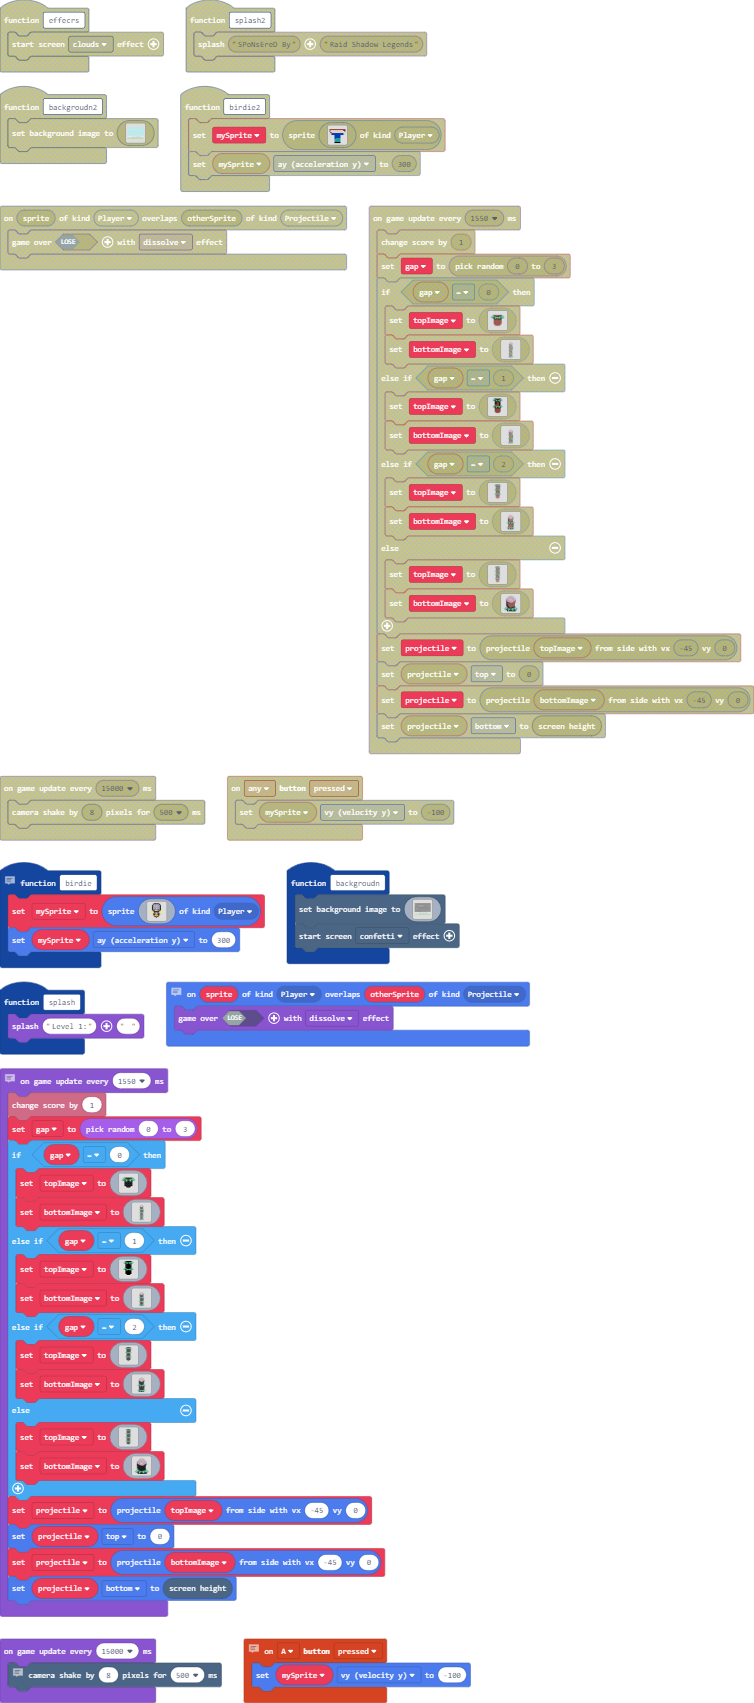 function effecrs
start screen clouds effect
function splash2
splash "SPoNsEreD By" "Raid Shadow Legends"
function backgroudn2
set background image to
function birdie2
set mySprite to sprite of kind Player
set mySprite ay (acceleration y) to 300
on sprite of kind Player overlaps otherSprite of kind Projectile
game over LOSE with dissolve effect
on game update every 1550 ms
change score by 1
set gap to pick random 0 to 3
if gap = 0 then
set topImage to
set bottomImage to
else if gap = 1 then
set topImage to
set bottomImage to
else if gap = 2 then
set topImage to
set bottomImage to
else
set topImage to
set bottomImage to
set projectile to projectile topImage from side with vx -45 vy 0
set projectile top to 0
set projectile to projectile bottomImage from side with vx -45 vy 0
set projectile bottom to screen height
on game update every 15000 ms
camera shake by 8 pixels for 500 ms
on any button pressed
set mySprite vy (velocity y) to -100
function birdie
set mySprite to sprite of kind Player
set mySprite ay (acceleration y) to 300
function backgroudn
set background image to
start screen confetti effect
function splash
splash "Level 1:" " "
on sprite of kind Player overlaps otherSprite of kind Projectile
game over LOSE with dissolve effect
on game update every 1550 ms
change score by 1
set gap to pick random 0 to 3
if gap = 0 then
set topImage to
set bottomImage to
else if gap = 1 then
set topImage to
set bottomImage to
else if gap = 2 then
set topImage to
set bottomImage to
else
set topImage to
set bottomImage to
set projectile to projectile topImage from side with vx -45 vy 0
set projectile top to 0
set projectile to projectile bottomImage from side with vx -45 vy 0
set projectile bottom to screen height
on game update every 15000 ms
camera shake by 8 pixels for 500 ms
on A button pressed
set mySprite vy (velocity y) to -100